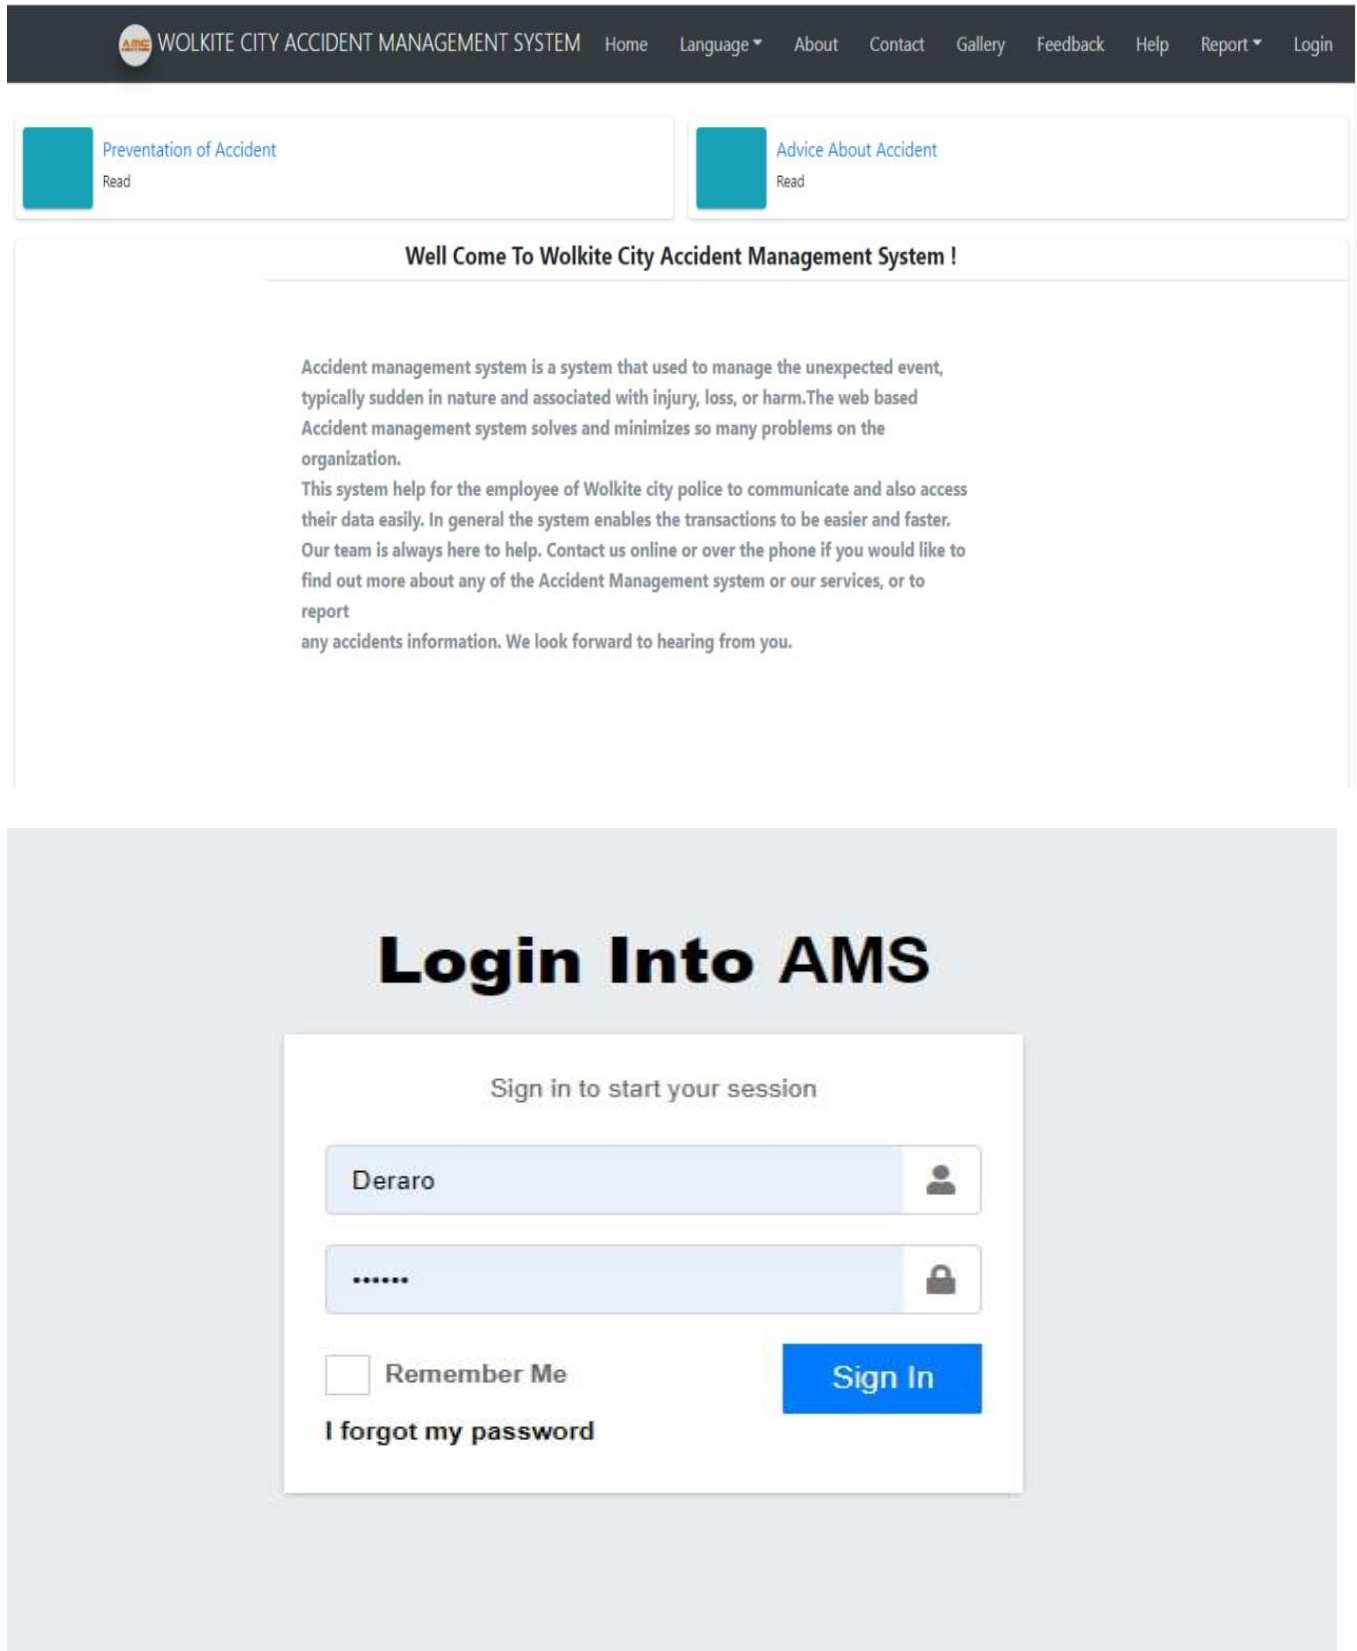 AMS WOLKITE CITY ACCIDENT MANAGEMENT SYSTEM Home Language About Contact Gallery Feedback Help Report Login
Preventation of Accident
Read
Advice About Accident
Read
Well Come To Wolkite City Accident Management System !
Accident management system is a system that used to manage the unexpected event,
typically sudden in nature and associated with injury, loss, or harm.The web based
Accident management system solves and minimizes so many problems on the
organization.
This system help for the employee of Wolkite city police to communicate and also access
their data easily. In general the system enables the transactions to be easier and faster.
Our team is always here to help. Contact us online or over the phone if you would like to
find out more about any of the Accident Management system or our services, or to
report
any accidents information. We look forward to hearing from you.
Login Into AMS
Sign in to start your session
Deraro
••••••
Remember Me
Sign In
I forgot my password